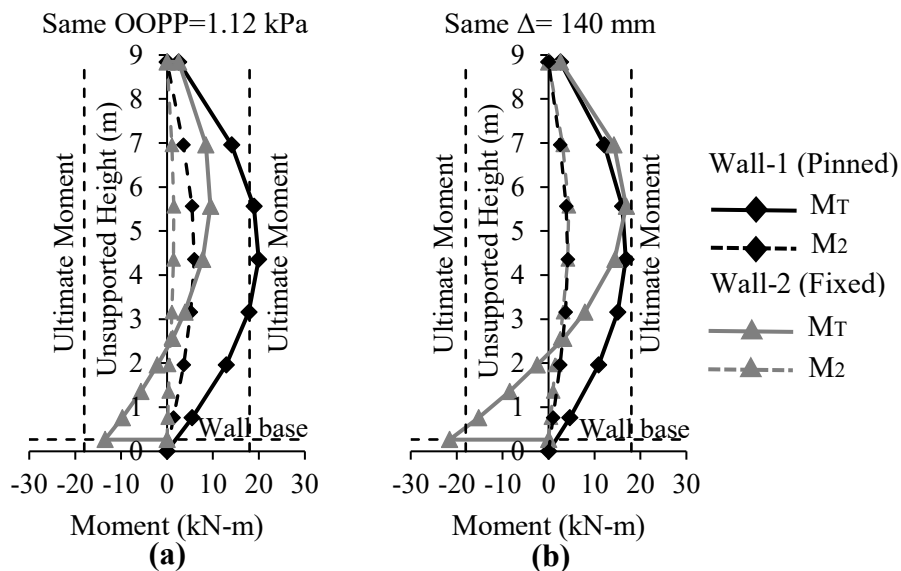 Same OOPP=1.12 kPa
Same Δ= 140 mm
9
8
7
6
5
4
3
2
1
0
Ultimate Moment
Unsupported Height (m)
Ultimate Moment
Wall base
-30 -20 -10 0 10 20 30
Moment (kN-m)
(a)
9
8
7
6
5
4
3
2
1
0
Ultimate Moment
Unsupported Height (m)
Ultimate Moment
Wall base
-30 -20 -10 0 10 20 30
Moment (kN-m)
(b)
Wall-1 (Pinned)
MT
M2
Wall-2 (Fixed)
MT
M2